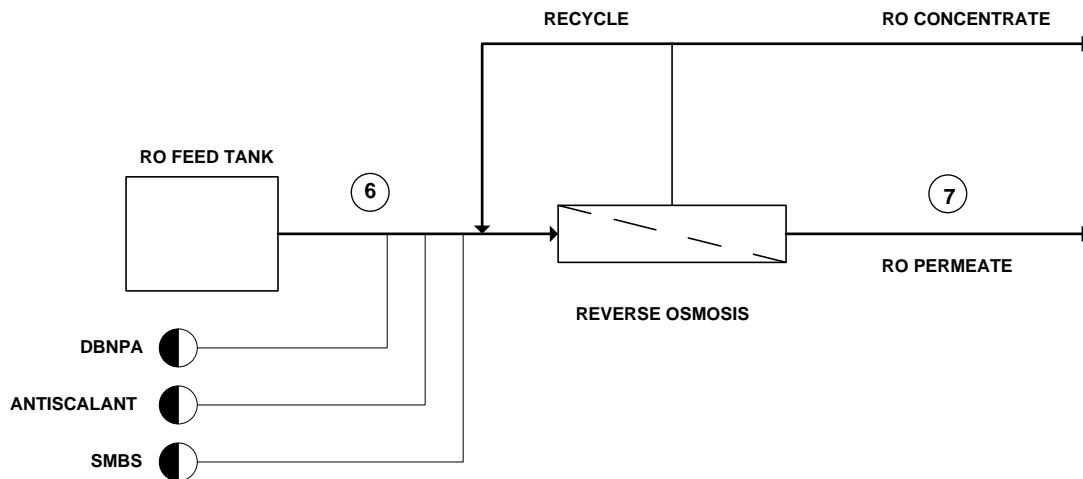 RECYCLE
RO CONCENTRATE
RO FEED TANK
6
7
RO PERMEATE
REVERSE OSMOSIS
DBNPA
ANTISCALANT
SMBS